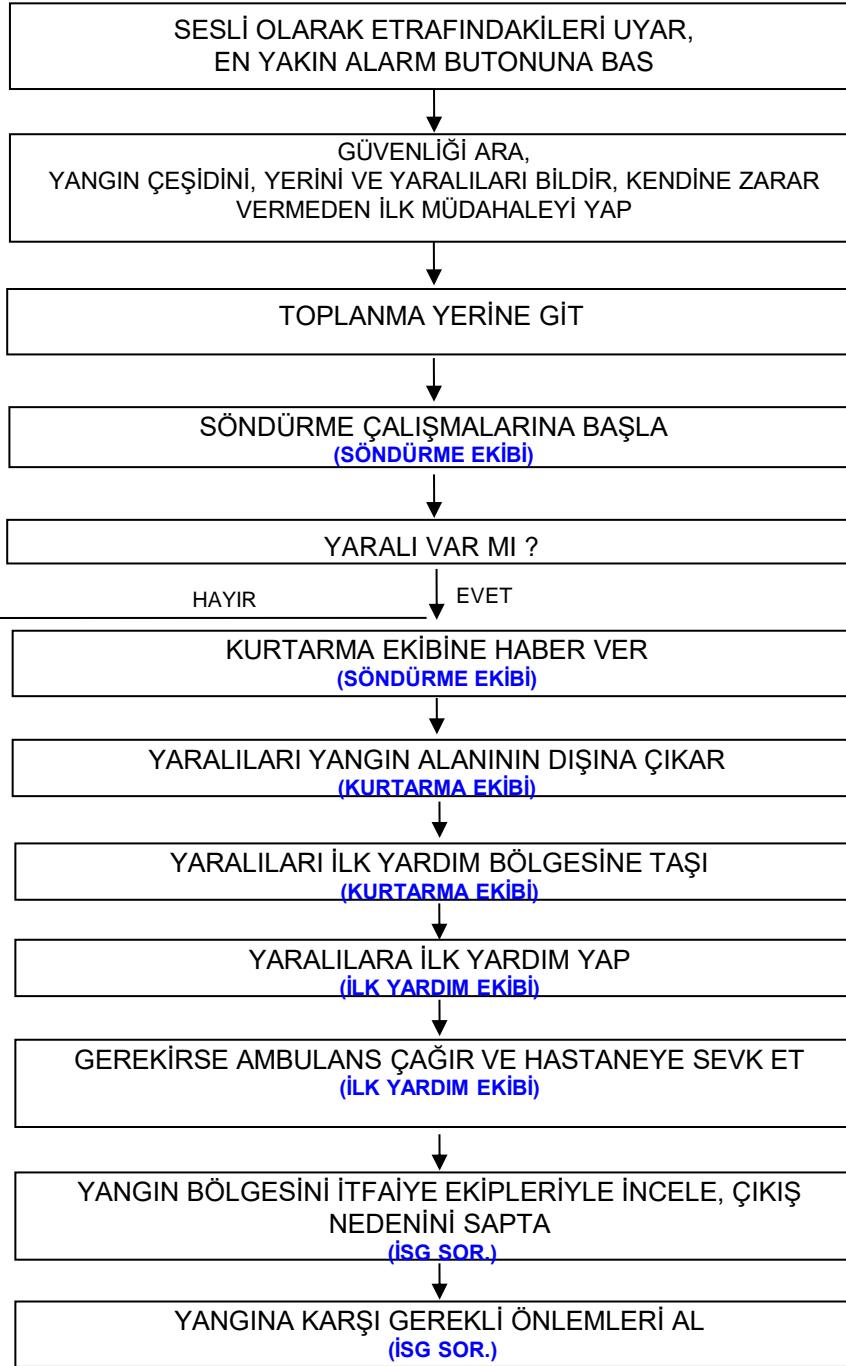 SESLİ OLARAK ETRAFINDAKİLERİ UYAR,
EN YAKIN ALARM BUTONUNA BAS
GÜVENLİĞİ ARA,
YANGIN ÇEŞİDİNİ, YERİNİ VE YARALILARI BİLDİR, KENDİNE ZARAR
VERMEDEN İLK MÜDAHALEYİ YAP
TOPLANMA YERİNE GİT
SÖNDÜRME ÇALIŞMALARINA BAŞLA
(SÖNDÜRME EKİBİ)
YARALI VAR MI ?
HAYIR
EVET
KURTARMA EKİBİNE HABER VER
(SÖNDÜRME EKİBİ)
YARALILARI YANGIN ALANININ DIŞINA ÇIKAR
(KURTARMA EKİBİ)
YARALILARI İLK YARDIM BÖLGESİNE TAŞI
(KURTARMA EKİBİ)
YARALILARA İLK YARDIM YAP
(İLK YARDIM EKİBİ)
GEREKİRSE AMBULANS ÇAĞIR VE HASTANEYE SEVK ET
(İLK YARDIM EKİBİ)
YANGIN BÖLGESİNİ İTFAİYE EKİPLERİYLE İNCELE, ÇIKIŞ
NEDENİNİ SAPTA
(İSG SOR.)
YANGINA KARŞI GEREKLİ ÖNLEMLERİ AL
(İSG SOR.)